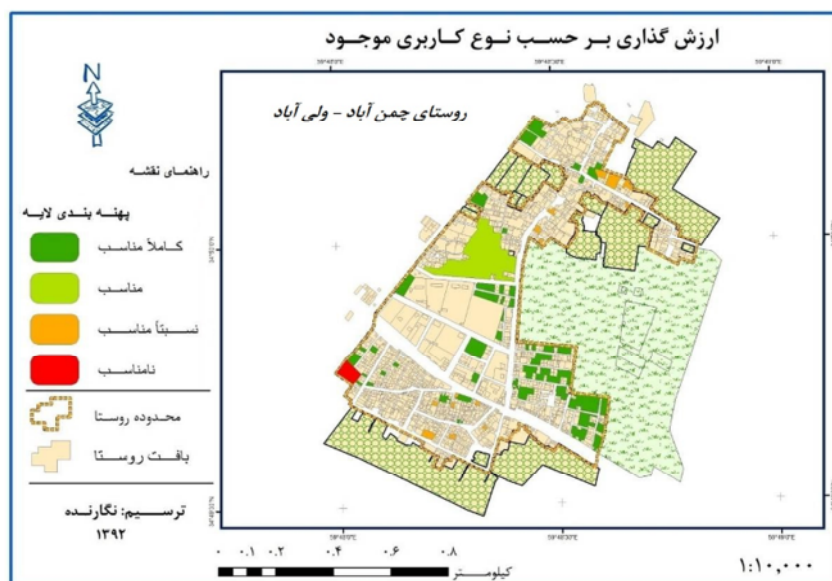 ارزش گذاری بر حسب نوع کاربری موجود
N
روستای چمن آباد - ولی آباد
راهنمای نقشه
پهنه بندی لایه
کاملاً مناسب
مناسب
نسبتاً مناسب
نامناسب
محدوده روستا
بافت روستا
ترسیم: نگارنده
۱۳۹۲
۰ ۰.۱ ۰.۲ ۰.۴ ۰.۶ ۰.۸
کیلومتر
۱:۱۰,۰۰۰